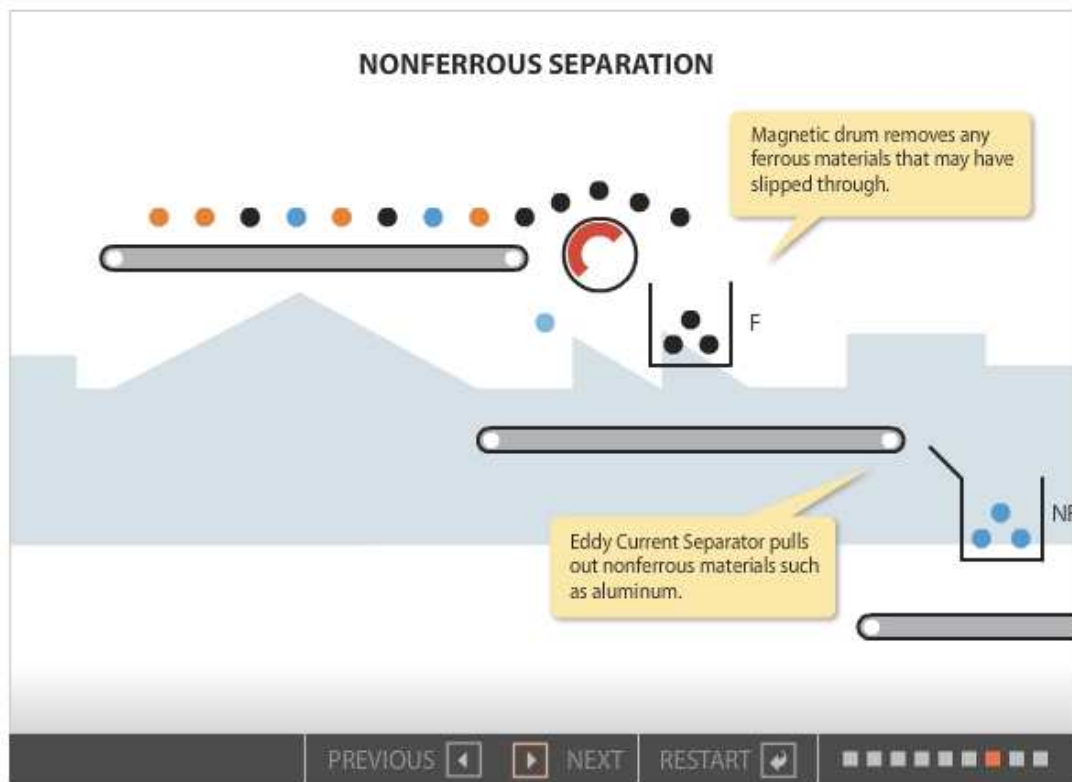 NONFERROUS SEPARATION
Magnetic drum removes any
ferrous materials that may have
slipped through.
F
NF
Eddy Current Separator pulls
out nonferrous materials such
as aluminum.
PREVIOUS
NEXT
RESTART